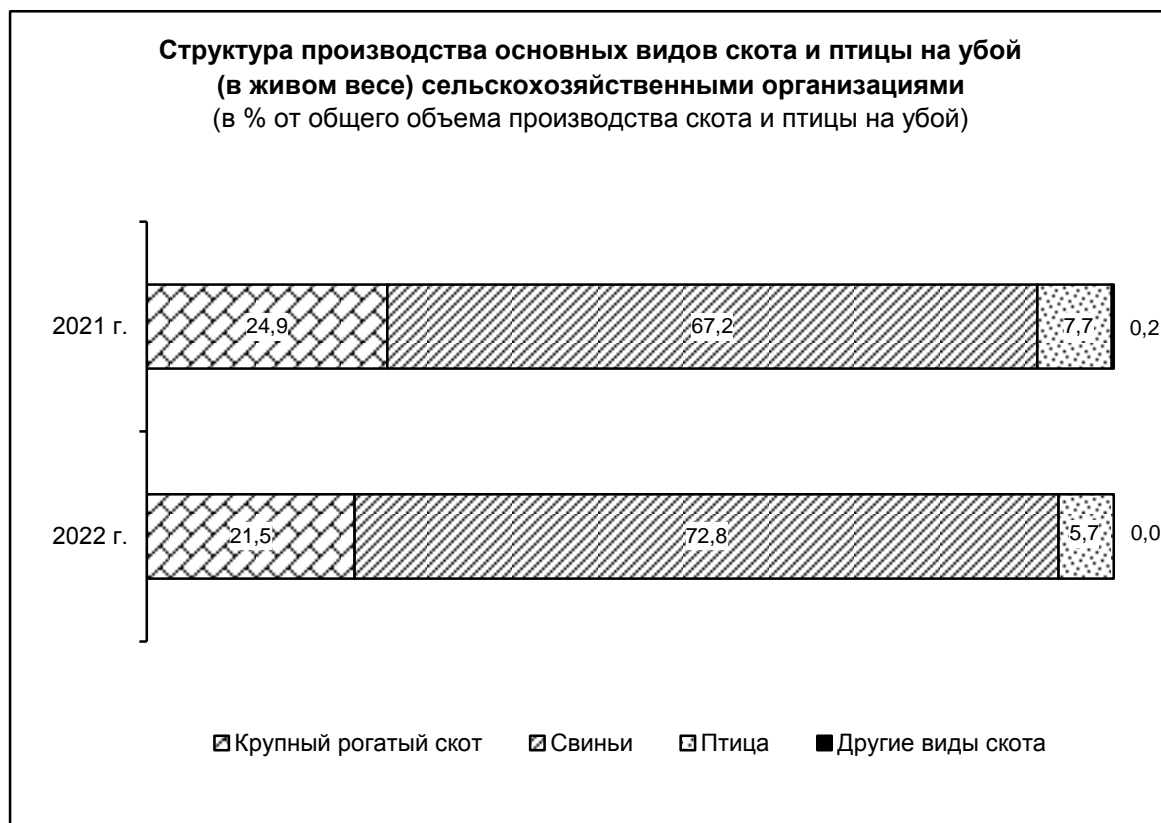 Структура производства основных видов скота и птицы на убой
(в живом весе) сельскохозяйственными организациями
(в % от общего объема производства скота и птицы на убой)
2021 г.
24,9
67,2
7,7
0,2
2022 г.
21,5
72,8
5,7
0,0
Крупный рогатый скот
Свиньи
Птица
Другие виды скота